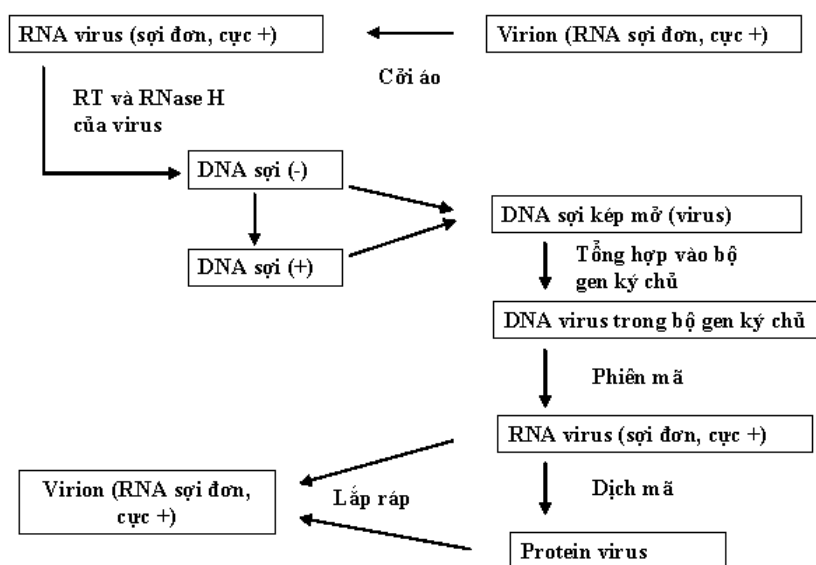 RNA virus (sợi đơn, cực +)
Virion (RNA sợi đơn, cực +)
Cởi áo
RT và RNase H
của virus
DNA sợi (-)
DNA sợi kép mở (virus)
DNA sợi (+)
Tổng hợp vào bộ
gen ký chủ
DNA virus trong bộ gen ký chủ
Phiên mã
RNA virus (sợi đơn, cực +)
Virion (RNA sợi đơn,
cực +)
Lắp ráp
Dịch mã
Protein virus